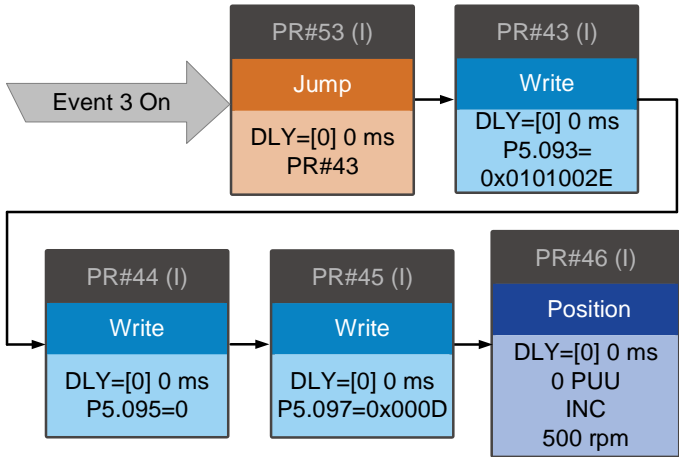 Event 3 On
PR#53 (I)
Jump
DLY=[0] 0 ms
PR#43
PR#43 (I)
Write
DLY=[0] 0 ms
P5.093=
0x0101002E
PR#44 (I)
Write
DLY=[0] 0 ms
P5.095=0
PR#45 (I)
Write
DLY=[0] 0 ms
P5.097=0x000D
PR#46 (I)
Position
DLY=[0] 0 ms
0 PUU
INC
500 rpm